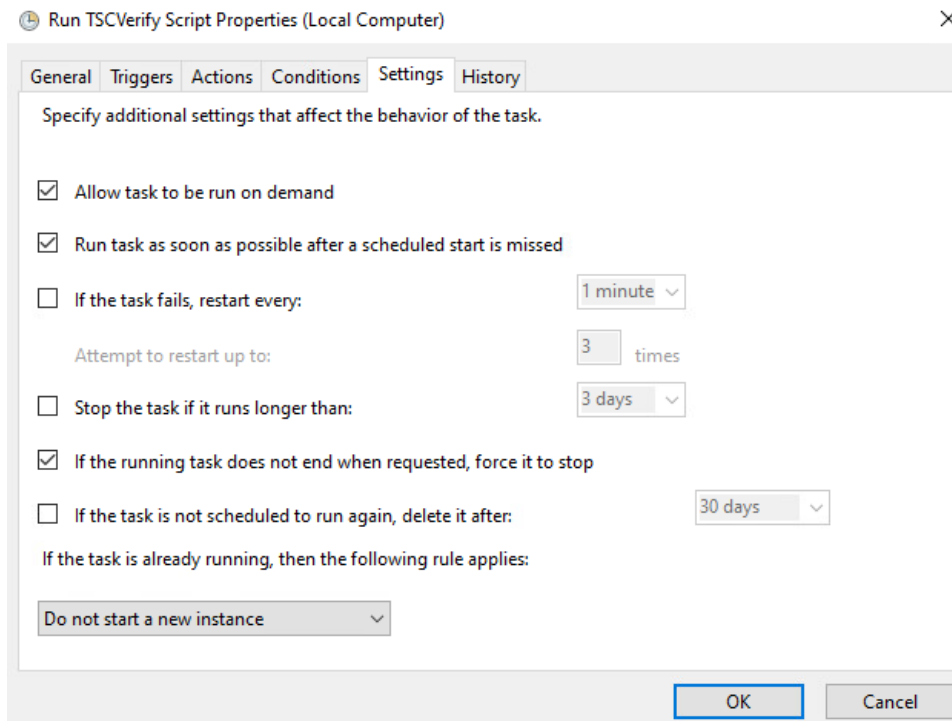 Run TSCVerify Script Properties (Local Computer)
General Triggers Actions Conditions Settings History
Specify additional settings that affect the behavior of the task.
Allow task to be run on demand
Run task as soon as possible after a scheduled start is missed
If the task fails, restart every: 1 minute
Attempt to restart up to: 3 times
Stop the task if it runs longer than: 3 days
If the running task does not end when requested, force it to stop
If the task is not scheduled to run again, delete it after: 30 days
If the task is already running, then the following rule applies:
Do not start a new instance
OK Cancel